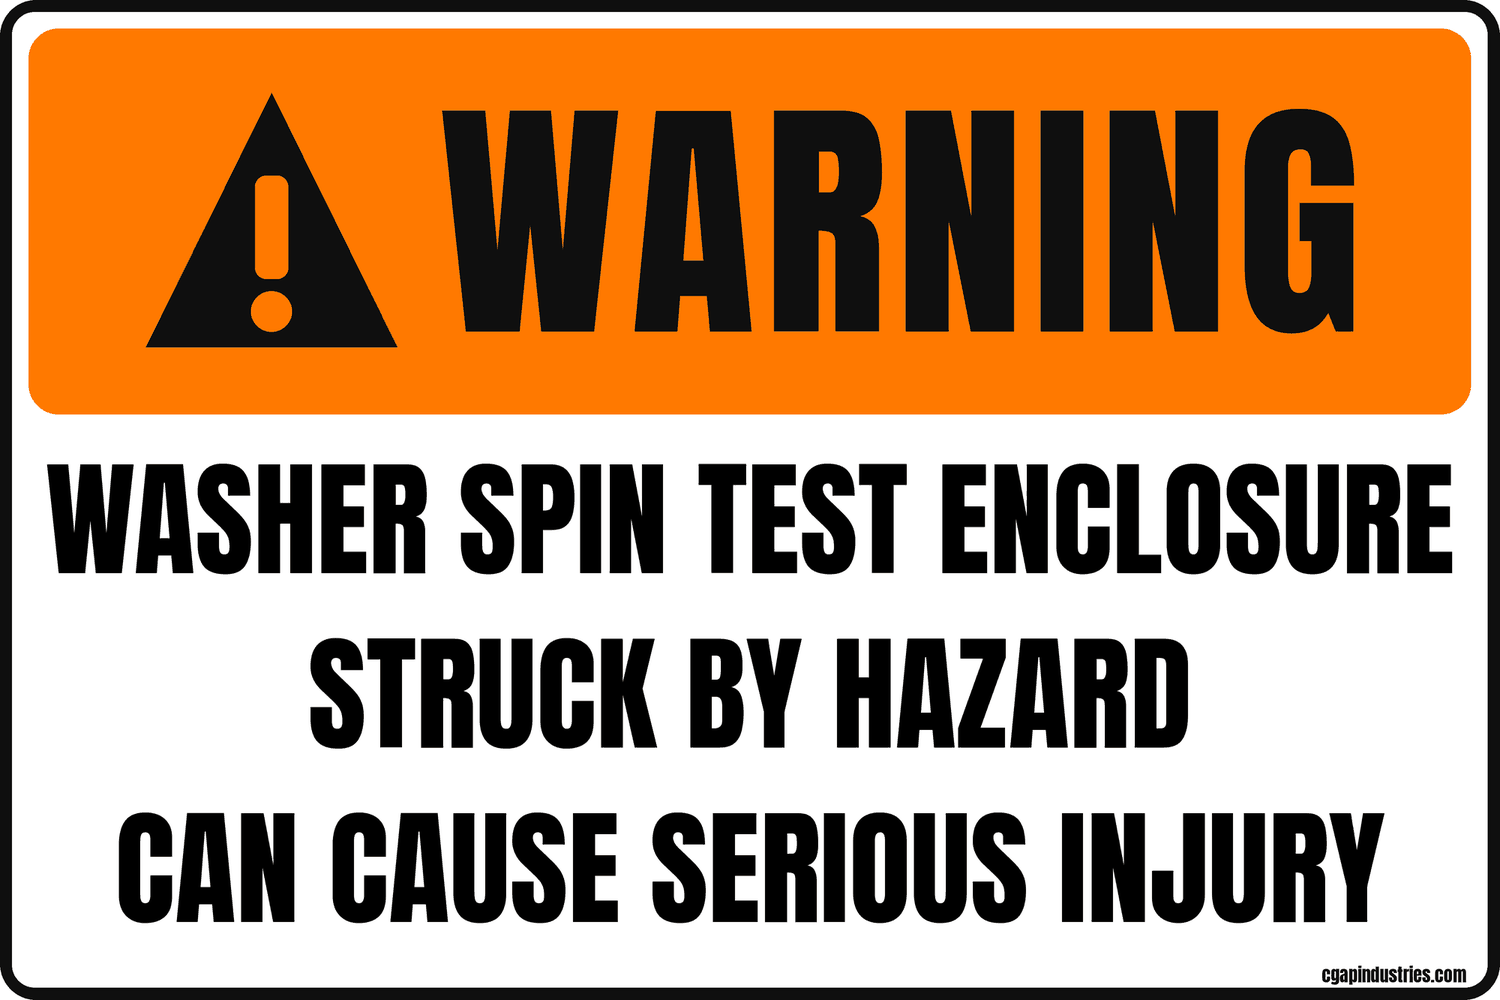 WARNING
WASHER SPIN TEST ENCLOSURE
STRUCK BY HAZARD
CAN CAUSE SERIOUS INJURY
cgapindustries.com